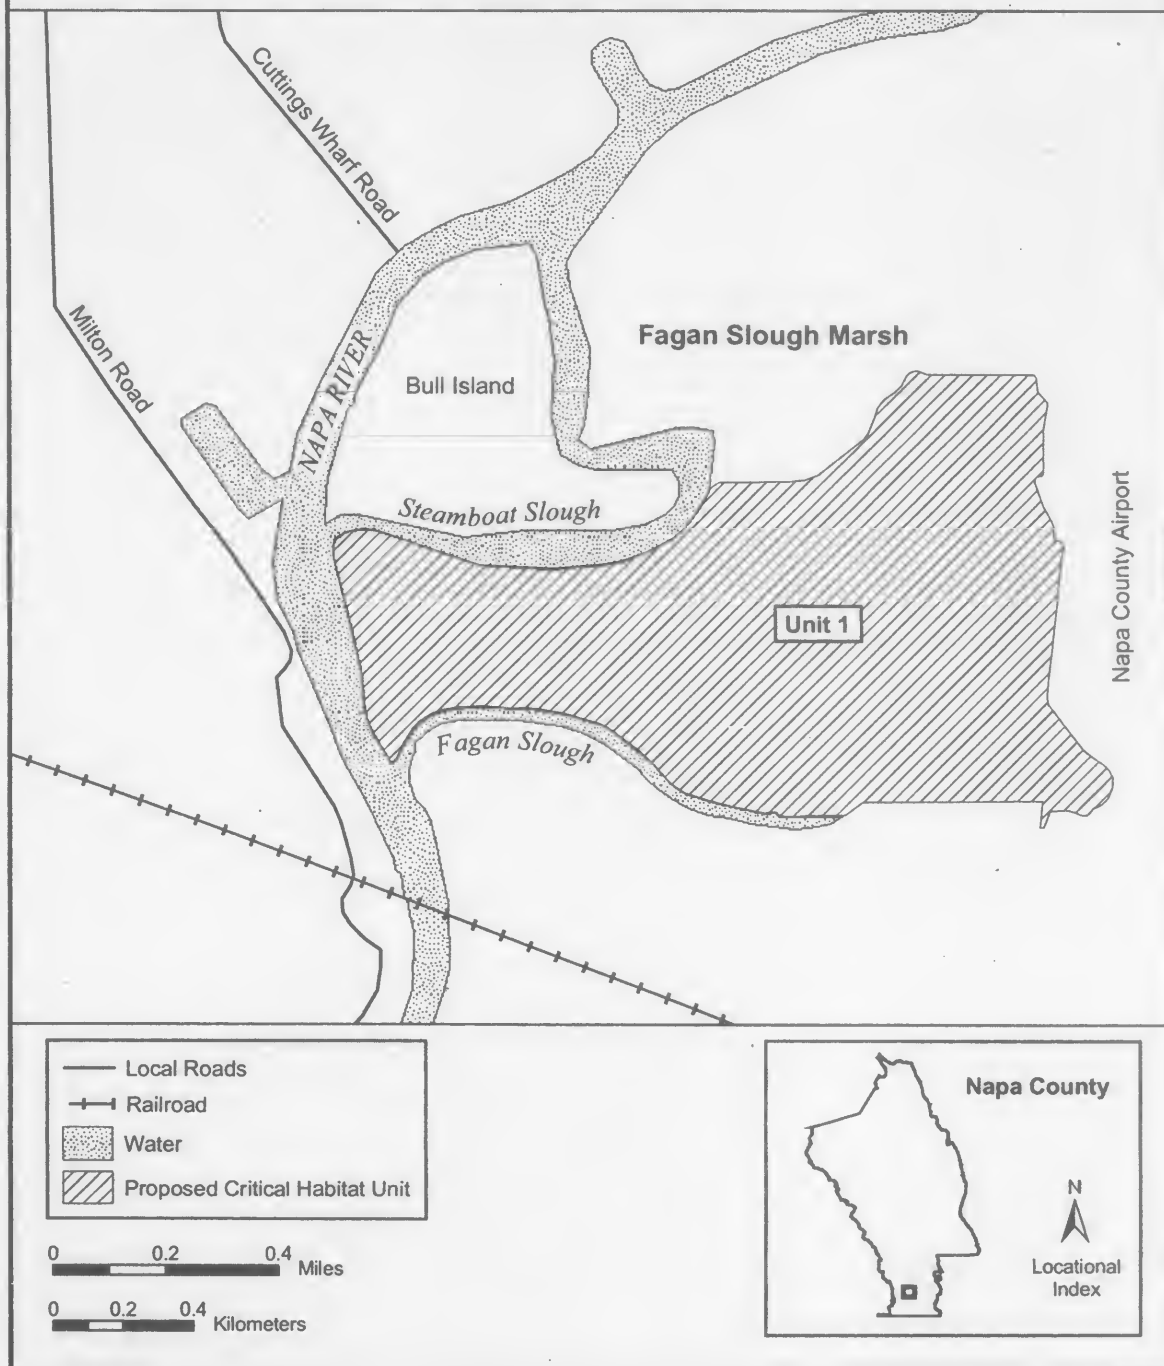 Cuttings Wharf Road
Milton Road
NAPA RIVER
Bull Island
Fagan Slough Marsh
Steamboat Slough
Unit 1
Napa County Airport
Fagan Slough
Local Roads
Railroad
Water
Proposed Critical Habitat Unit
0 0.2 0.4
Miles
0 0.2 0.4
Kilometers
Napa County
N
Locational
Index